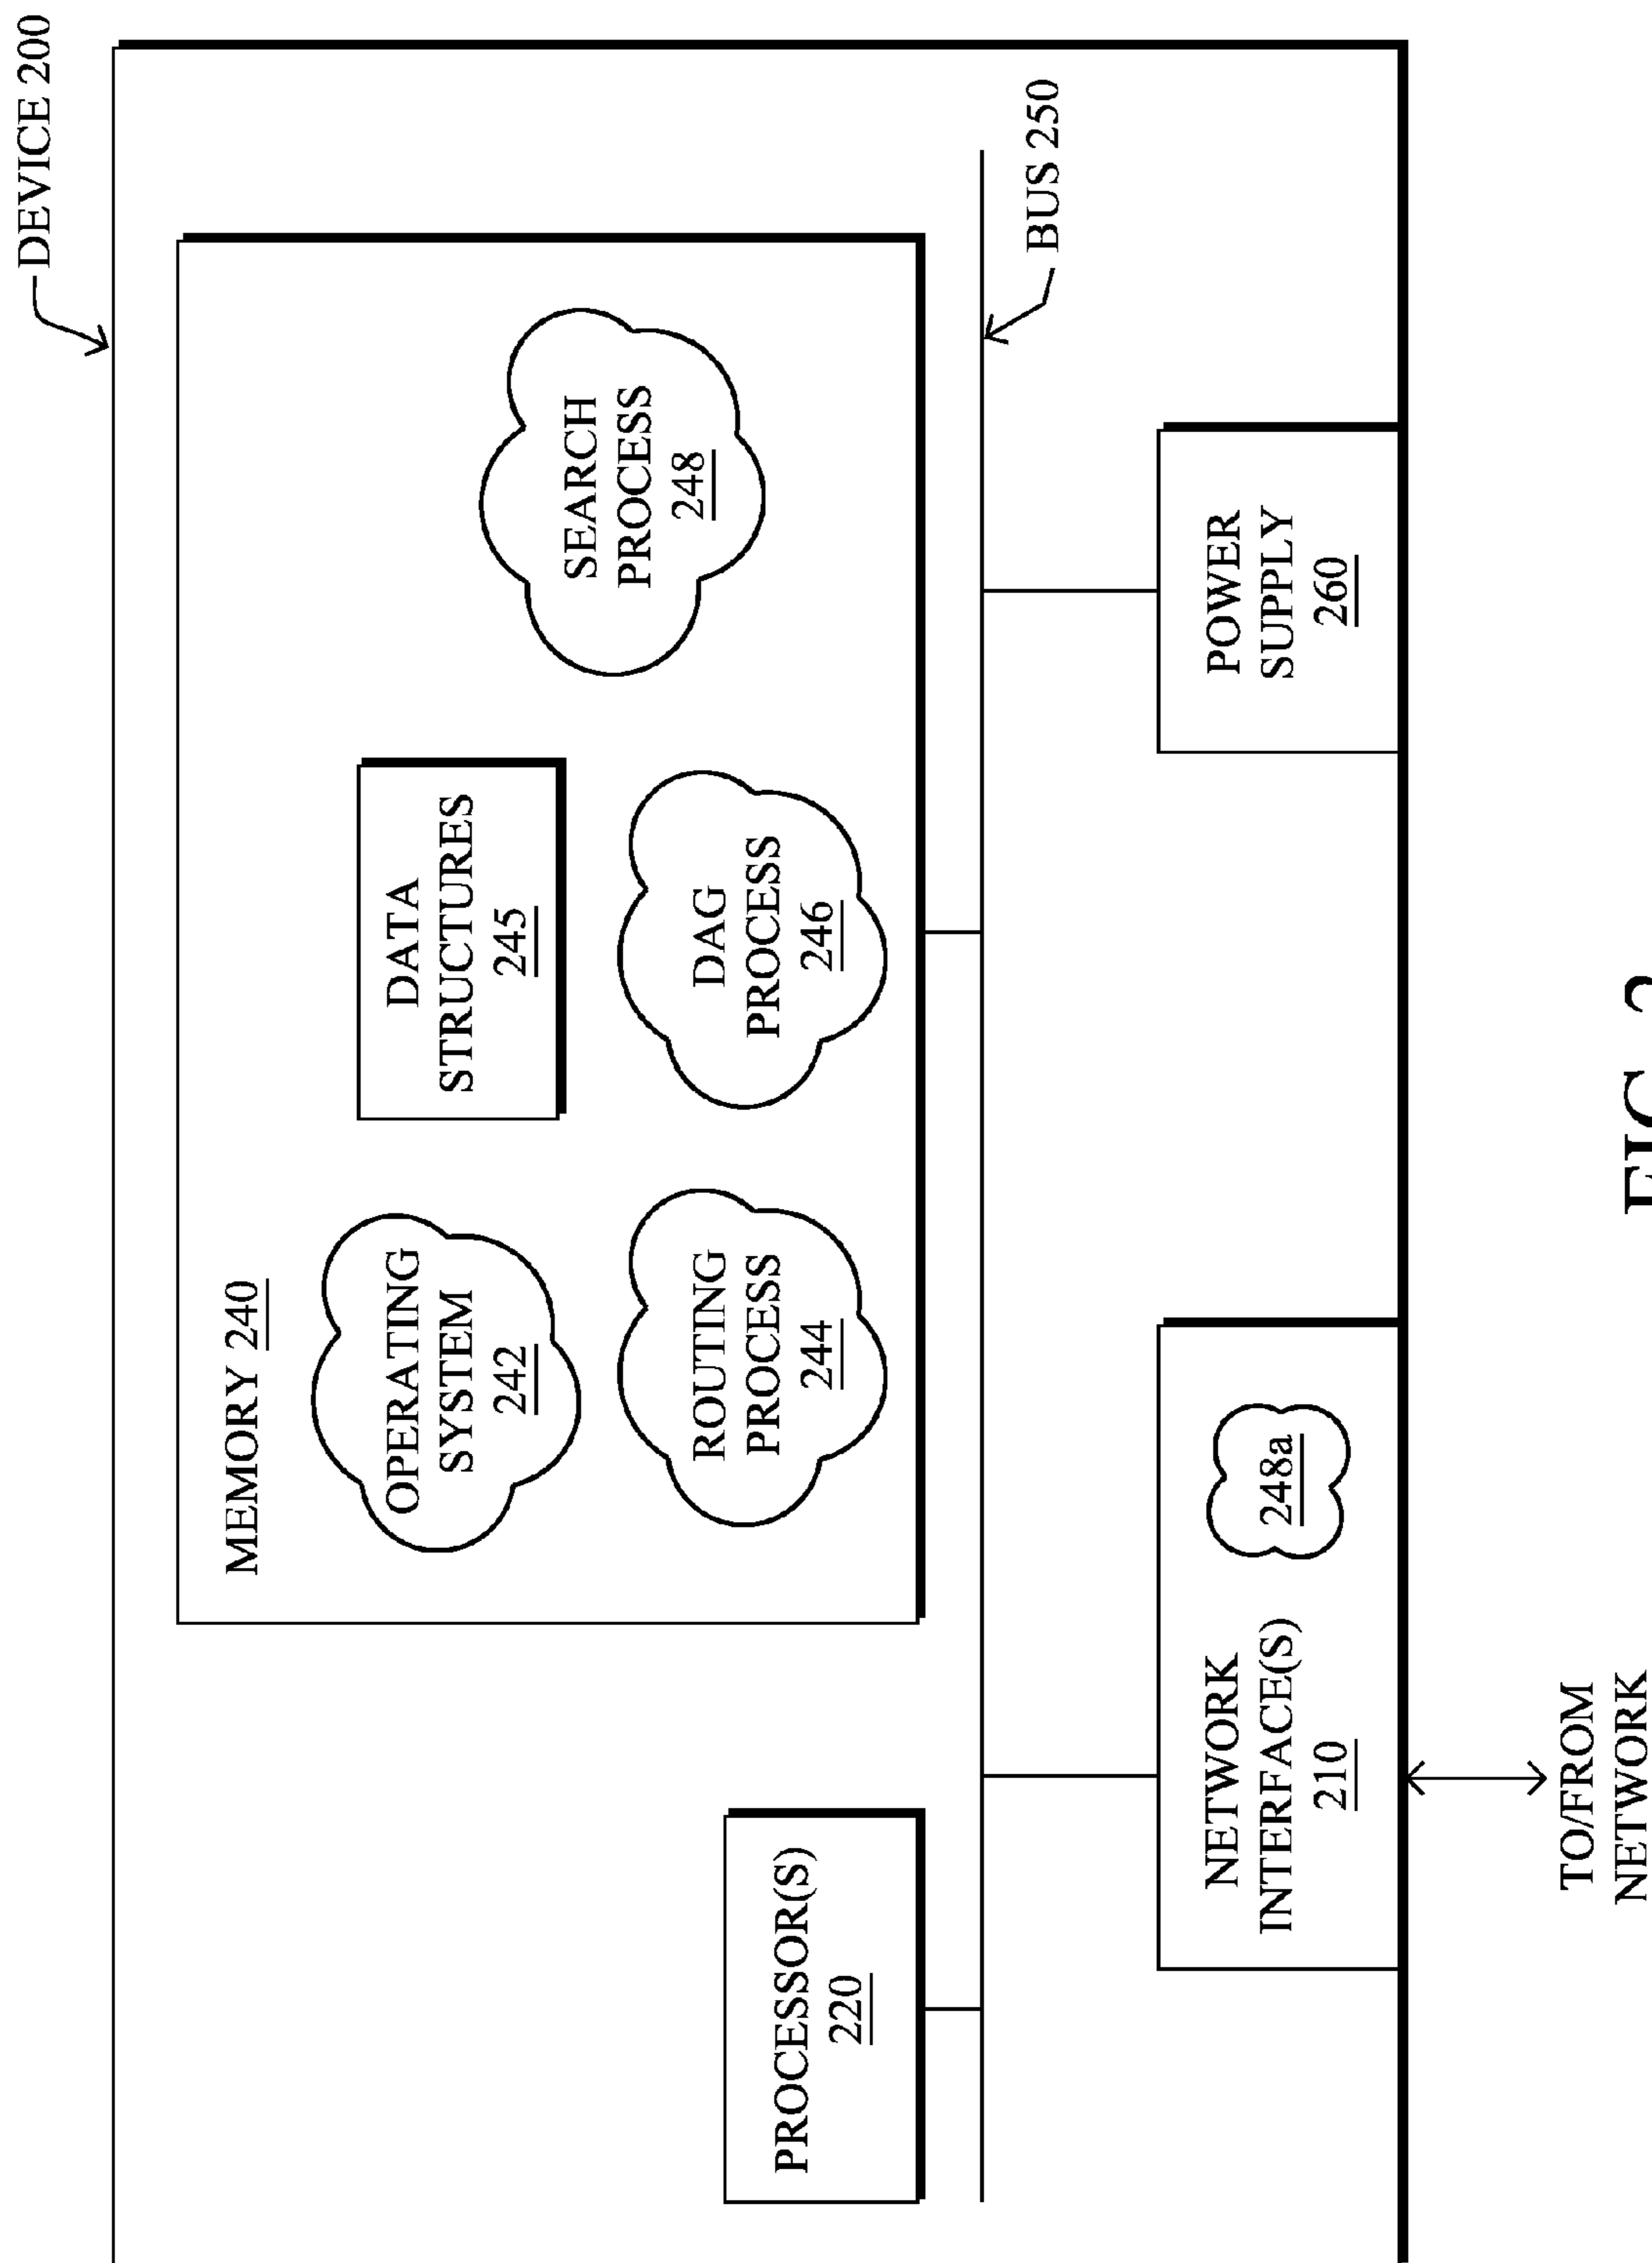 DEVICE 200
MEMORY 240
OPERATING
SYSTEM
242
DATA
STRUCTURES
245
SEARCH
PROCESS
248
ROUTING
PROCESS
244
DAG
PROCESS
246
PROCESSOR(S)
220
BUS 250
NETWORK
INTERFACE(S)
210
248a
POWER
SUPPLY
260
TO/FROM
NETWORK
FIG. 2